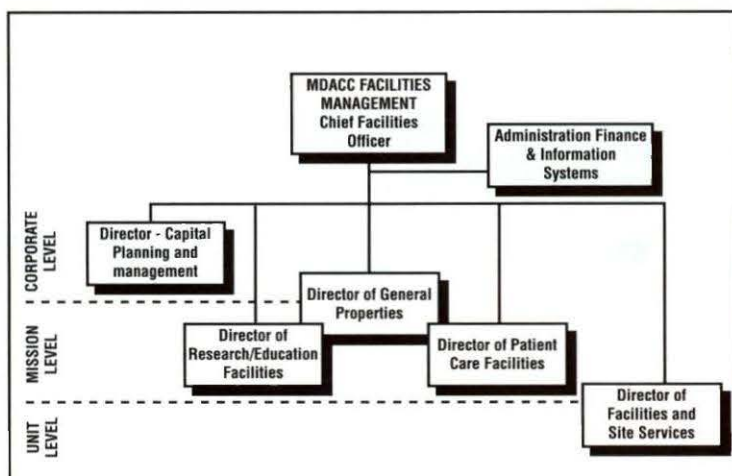 MDACC FACILITIES
MANAGEMENT
Chief Facilities
Officer
Administration Finance
& Information
Systems
CORPORATE
LEVEL
Director - Capital
Planning and
management
Director of General
Properties
MISSION
LEVEL
Director of
Research/Education
Facilities
Director of Patient
Care Facilities
UNIT
LEVEL
Director of
Facilities and
Site Services